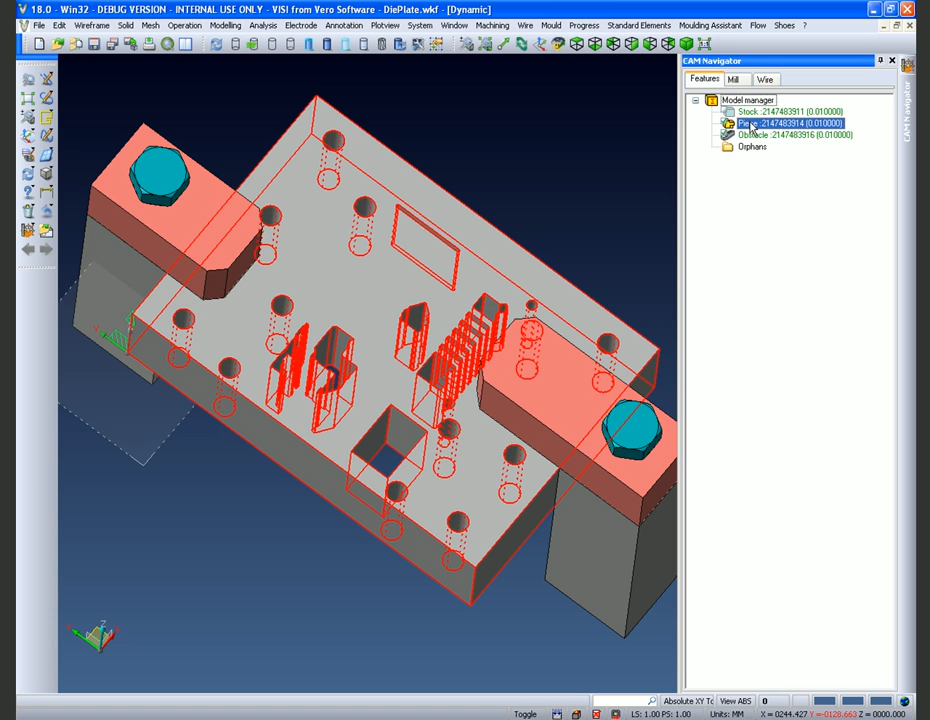 18.0 - Win32 - DEBUG VERSION - INTERNAL USE ONLY - VISI from Vero Software - DiePlate.wkf - [Dynamic]
File Edit Wireframe Solid Mesh Operation Modelling Analysis Electrode Plotview System Window Machining Wire Mould Progress Standard Elements Moulding Assistant Flow Shoes ?
CAM Navigator
Features Mill Wire
Model manager
Stock :2147483911 (0.010000)
Piece :2147483914 (0.010000)
Obstacle :2147483916 (0.010000)
Orphans
CAM Navigator
Z
Absolute XY To View ABS 0
Toggle LS: 1.00 PS: 1.00 Units: MM X = 0244.427 Y =-0128.663 Z = 0000.000